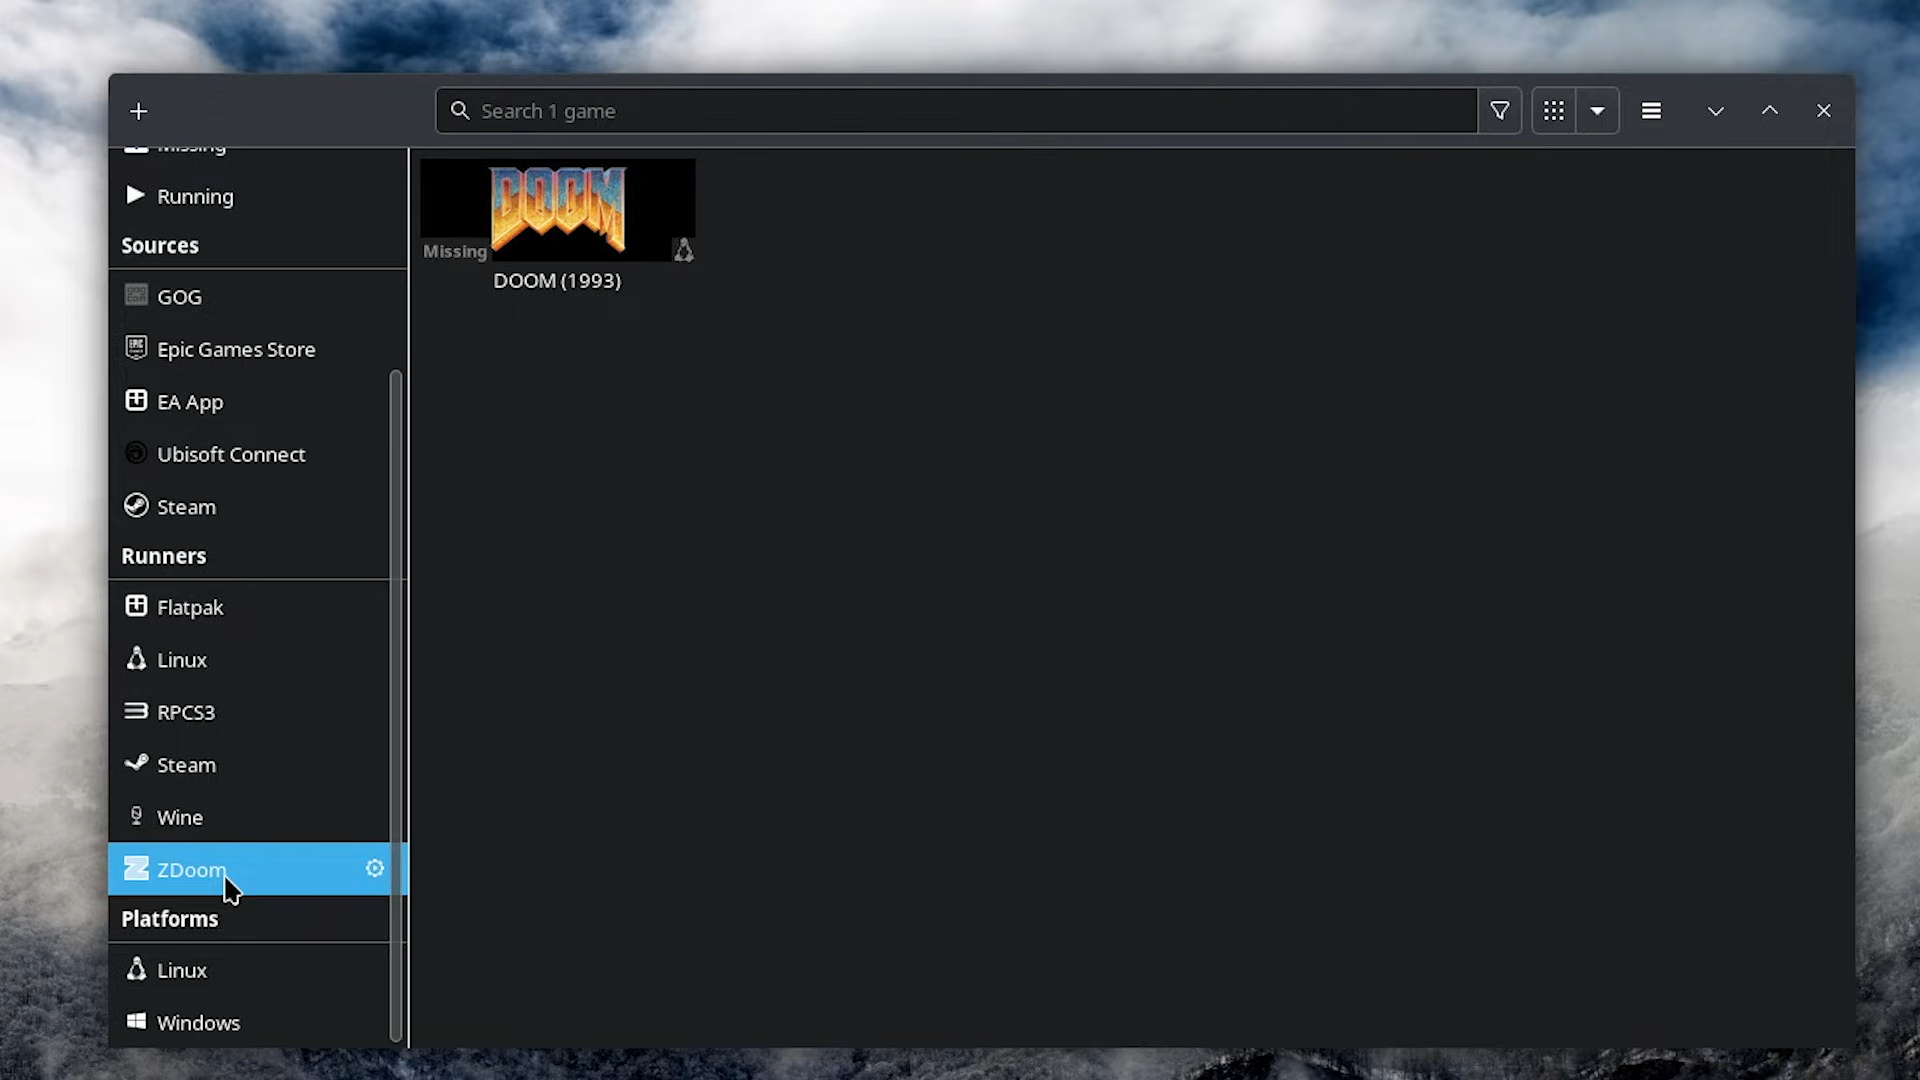 Search 1 game
Missing
Running
Sources
GOG
Epic Games Store
EA App
Ubisoft Connect
Steam
Runners
Flatpak
Linux
RPCS3
Steam
Wine
ZDoom
Platforms
Linux
Windows
DOOM
Missing
DOOM (1993)